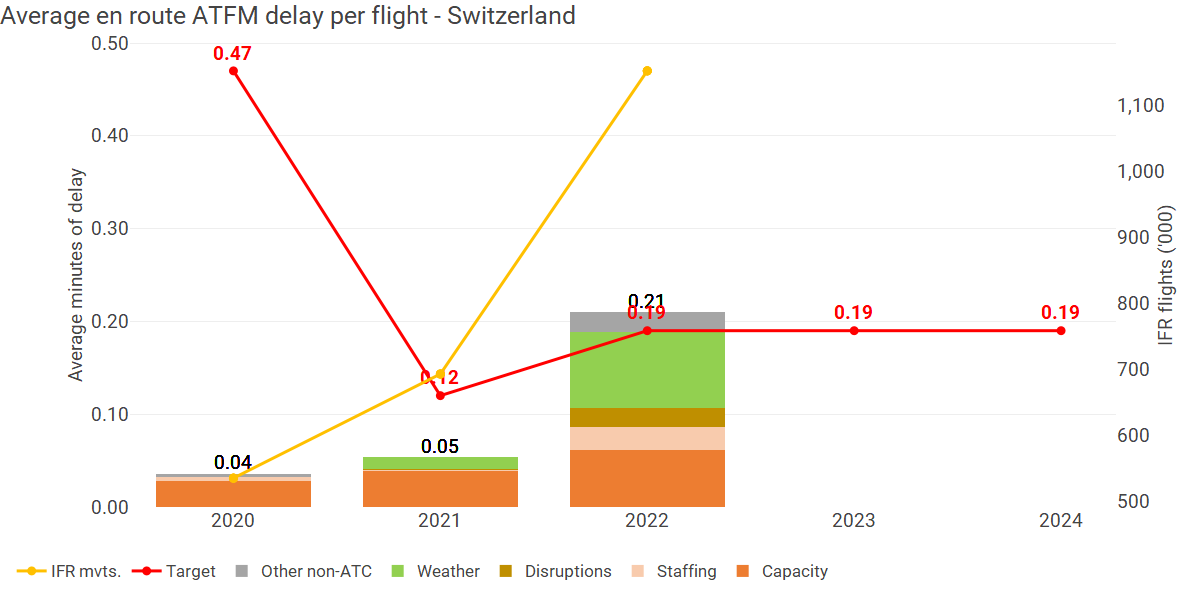 Average en route ATFM delay per flight - Switzerland
Average minutes of delay
0.50
0.40
0.30
0.20
0.10
0.00
1,100
1,000
900
800
700
600
500
IFR flights ('000)
0.47
0.12
0.19
0.19
0.19
0.04
0.05
0.21
2020
2021
2022
2023
2024
IFR mvts.
Target
Other non-ATC
Weather
Disruptions
Staffing
Capacity